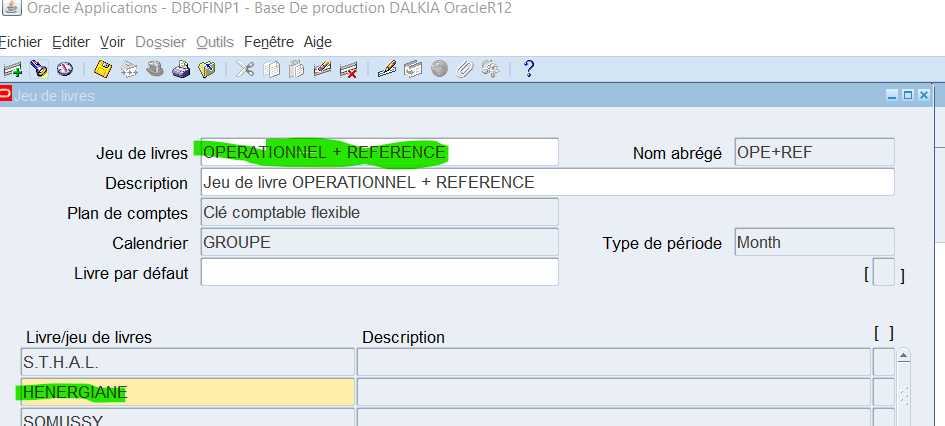 Oracle Applications - DBOFINP1 - Base De production DALKIA OracleR12
Fichier Editer Voir Dossier Outils Fenêtre Aide
Jeu de livres
Jeu de livres OPERATIONNEL + REFERENCE Nom abrégé OPE+REF
Description Jeu de livre OPERATIONNEL + REFERENCE
Plan de comptes Clé comptable flexible
Calendrier GROUPE Type de période Month
Livre par défaut [ ]
Livre/jeu de livres Description [ ]
S.T.H.A.L.
HENERGIANE
SOMUSSY